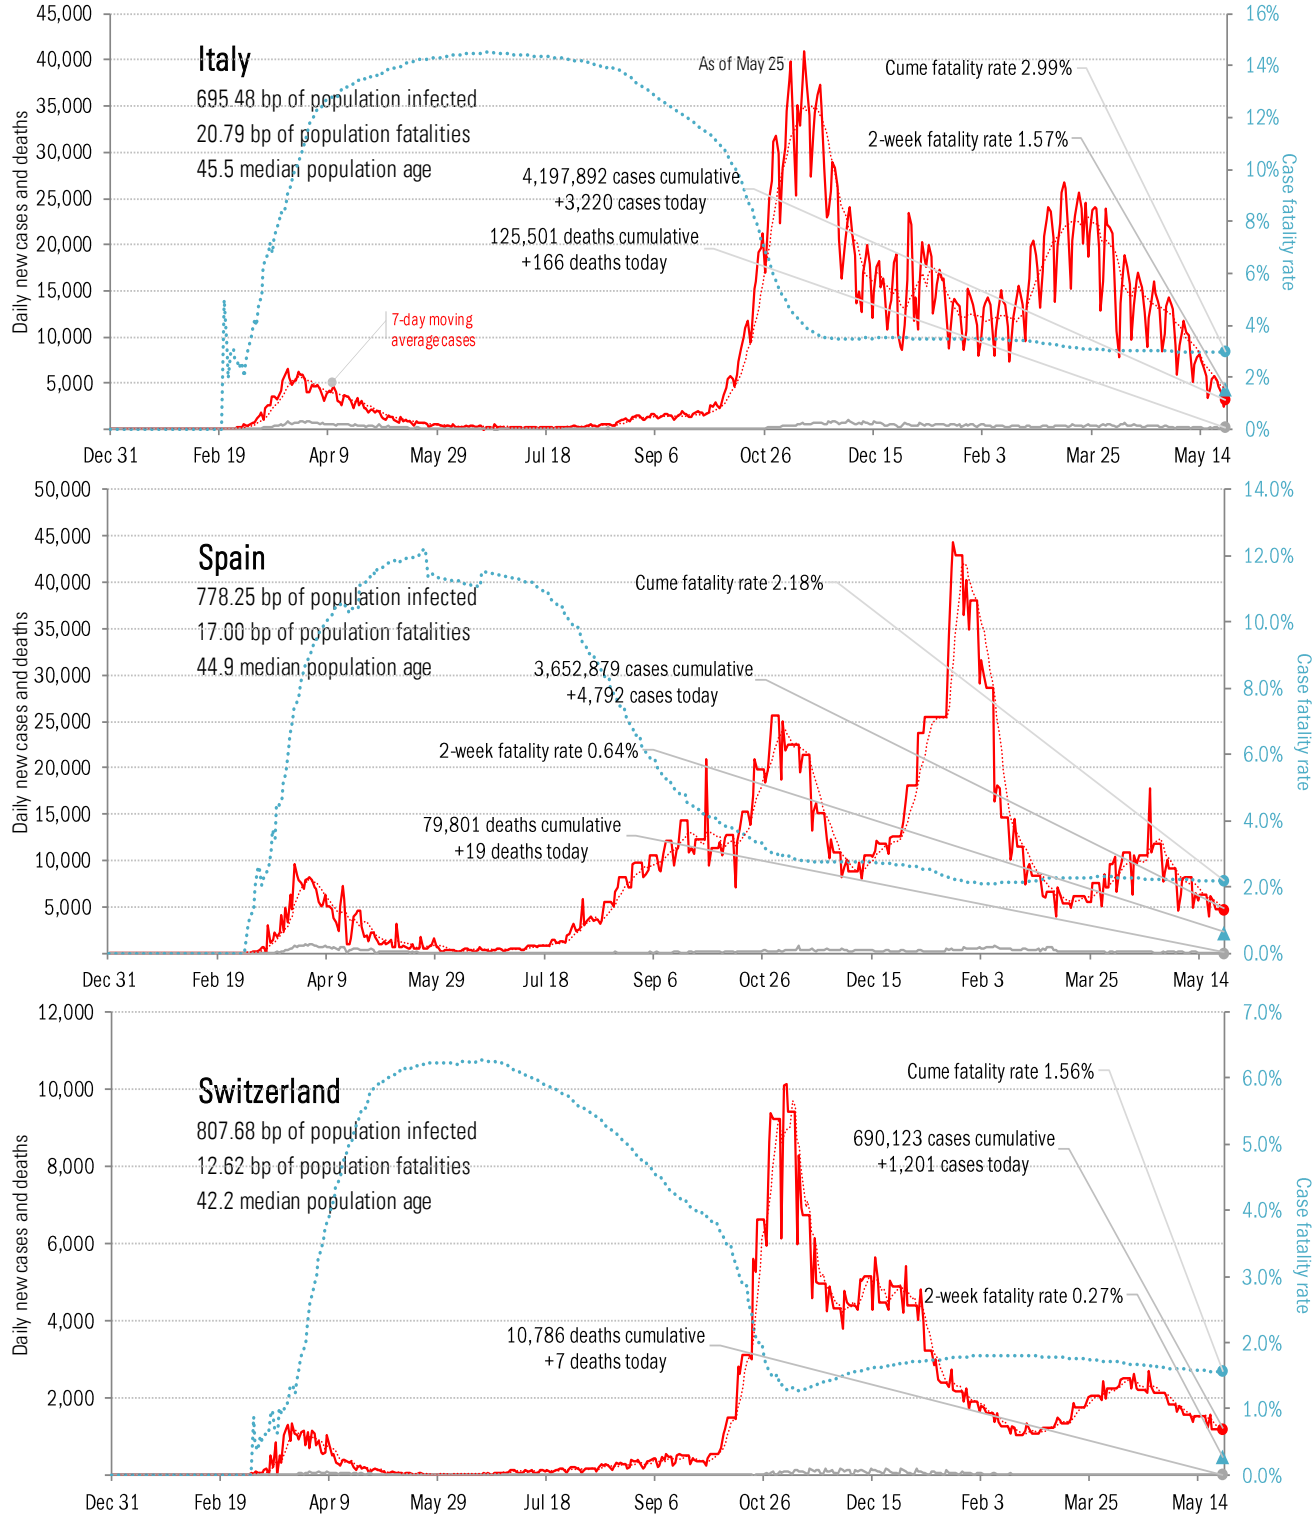 45,000
40,000
35,000
30,000
25,000
20,000
15,000
10,000
5,000
Daily new cases and deaths
Italy
695.48 bp of population infected
20.79 bp of population fatalities
45.5 median population age
As of May 25
Cume fatality rate 2.99%
2-week fatality rate 1.57%
4,197,892 cases cumulative
+3,220 cases today
125,501 deaths cumulative
+166 deaths today
7-day moving
average cases
16%
14%
12%
10%
8%
6%
4%
2%
0%
Case fatality rate
Dec 31 Feb 19 Apr 9 May 29 Jul 18 Sep 6 Oct 26 Dec 15 Feb 3 Mar 25 May 14
50,000
45,000
40,000
35,000
30,000
25,000
20,000
15,000
10,000
5,000
Daily new cases and deaths
Spain
778.25 bp of population infected
17.00 bp of population fatalities
44.9 median population age
Cume fatality rate 2.18%
3,652,879 cases cumulative
+4,792 cases today
2-week fatality rate 0.64%
79,801 deaths cumulative
+19 deaths today
14.0%
12.0%
10.0%
8.0%
6.0%
4.0%
2.0%
0.0%
Case fatality rate
Dec 31 Feb 19 Apr 9 May 29 Jul 18 Sep 6 Oct 26 Dec 15 Feb 3 Mar 25 May 14
12,000
10,000
8,000
6,000
4,000
2,000
Daily new cases and deaths
Switzerland
807.68 bp of population infected
12.62 bp of population fatalities
42.2 median population age
Cume fatality rate 1.56%
690,123 cases cumulative
+1,201 cases today
2-week fatality rate 0.27%
10,786 deaths cumulative
+7 deaths today
7.0%
6.0%
5.0%
4.0%
3.0%
2.0%
1.0%
0.0%
Case fatality rate
Dec 31 Feb 19 Apr 9 May 29 Jul 18 Sep 6 Oct 26 Dec 15 Feb 3 Mar 25 May 14